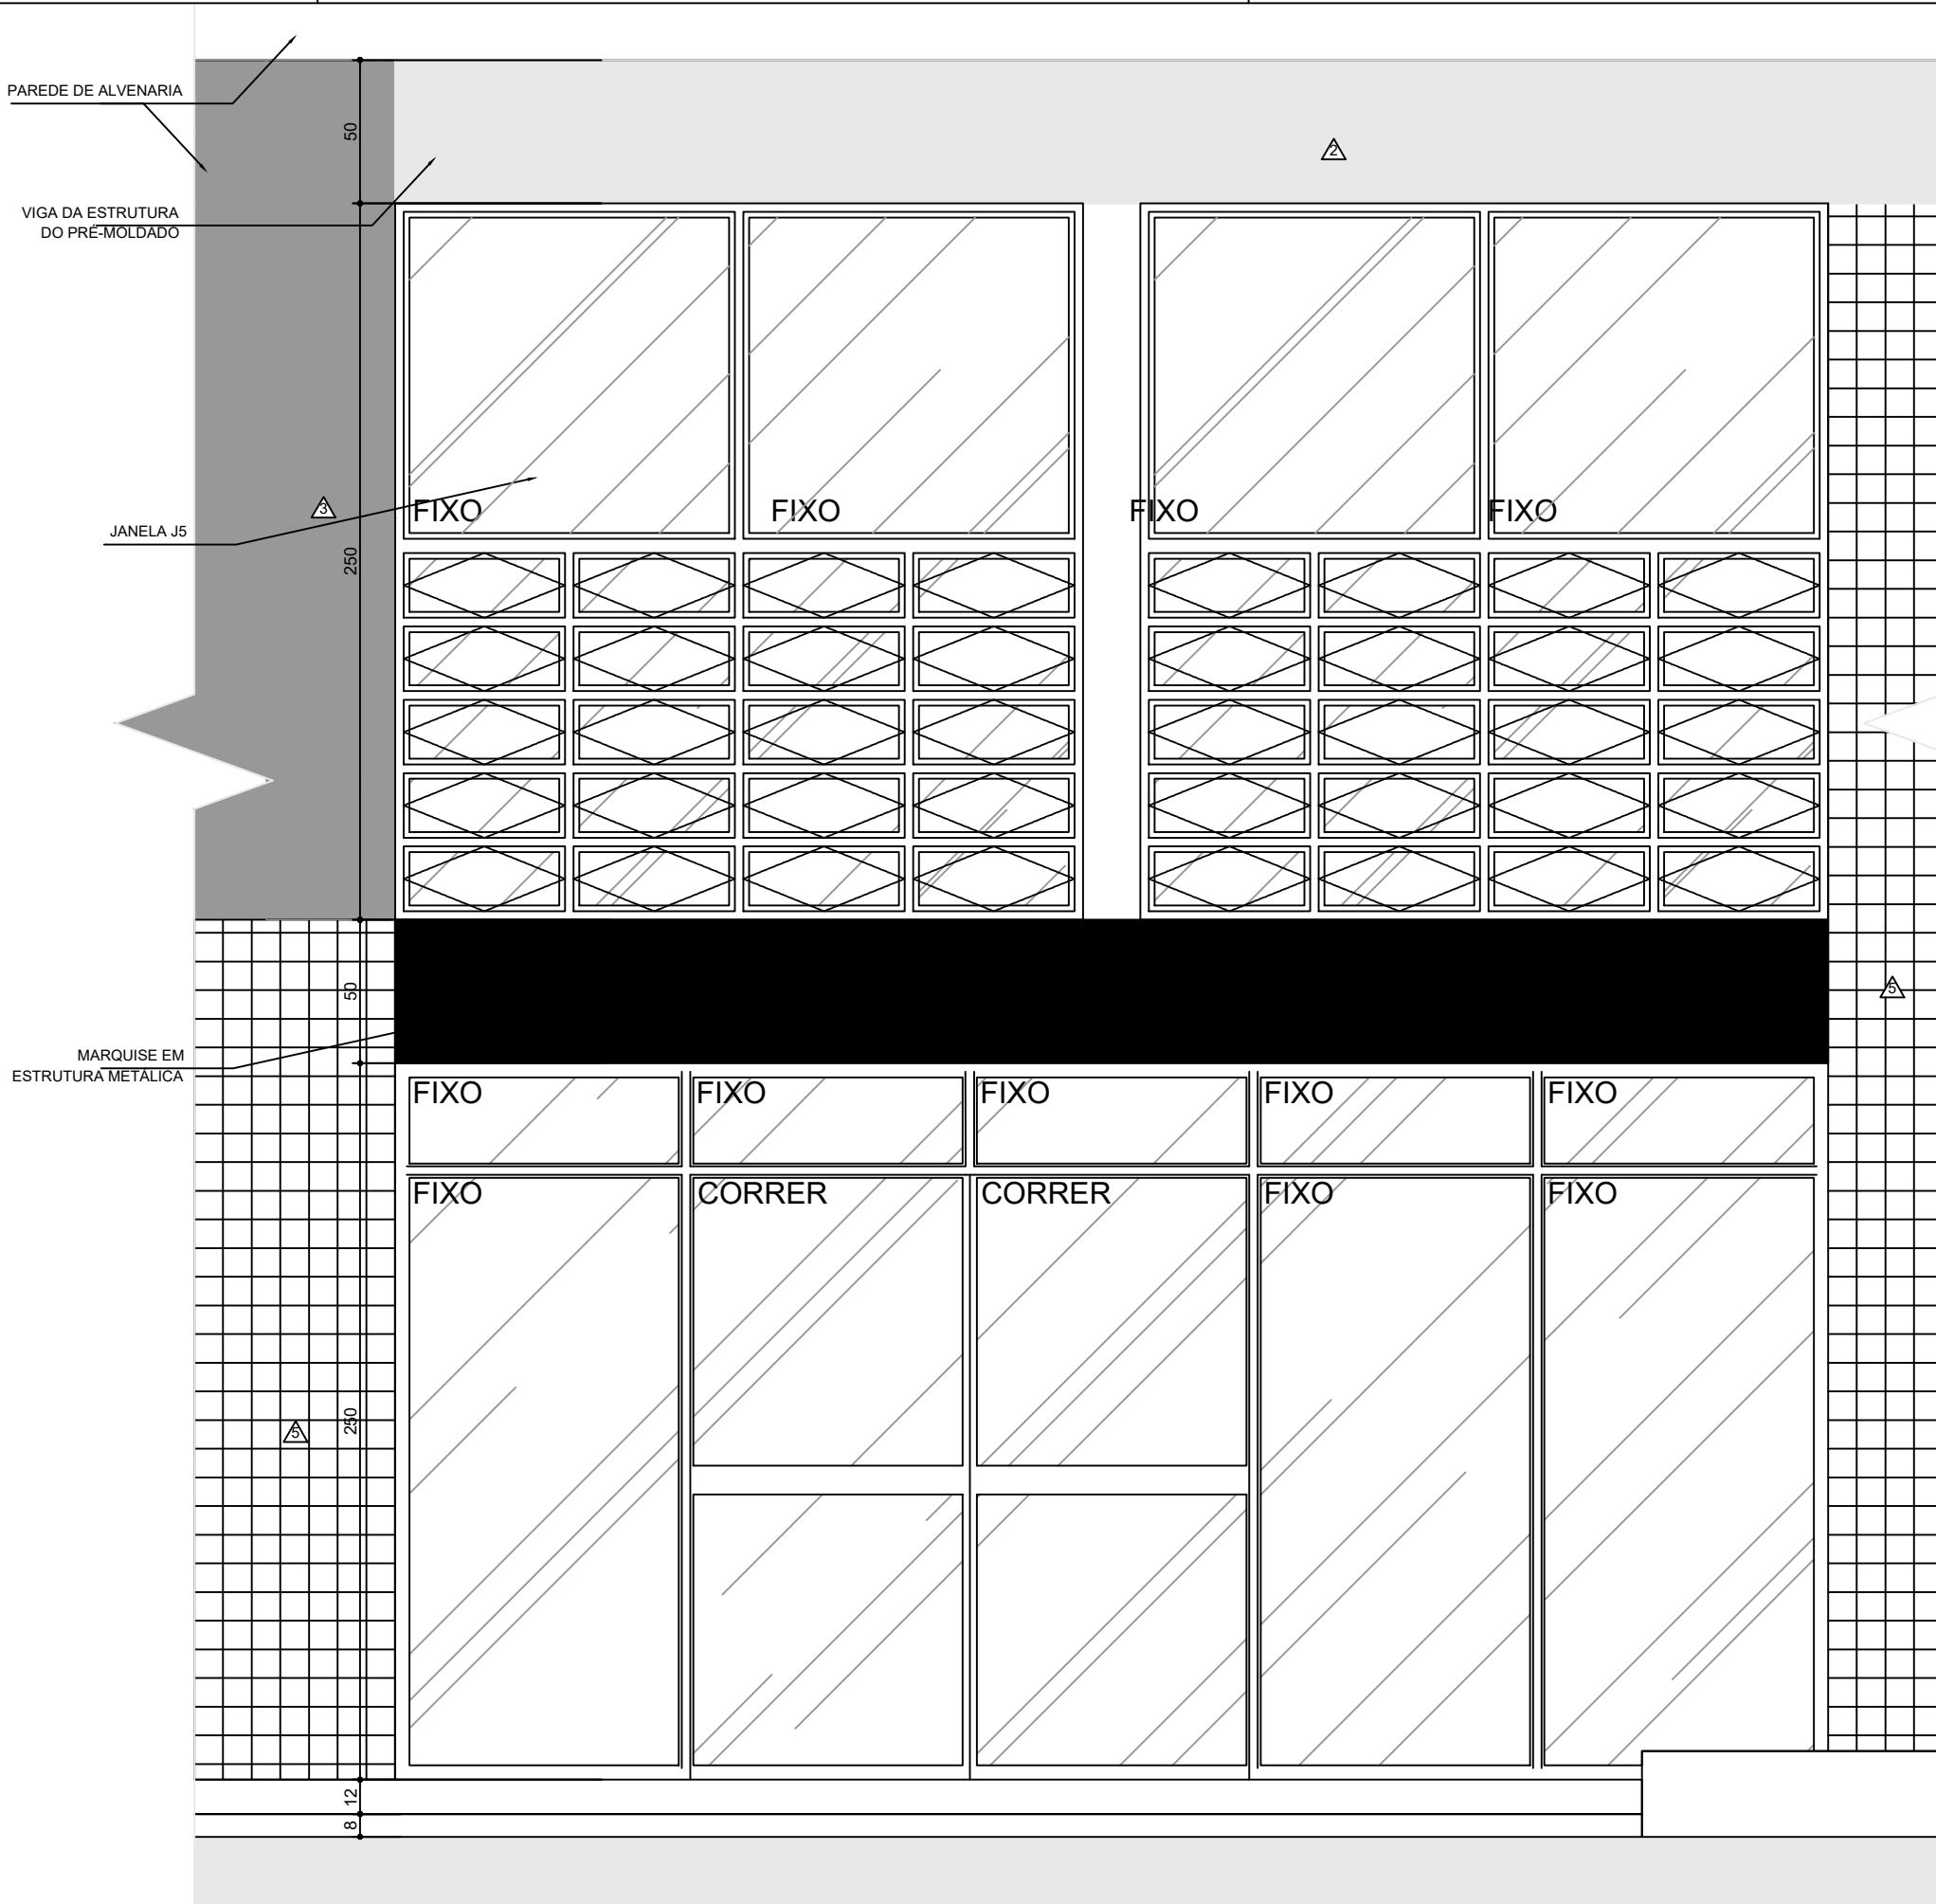 PAREDE DE ALVENARIA
50
2
VIGA DA ESTRUTURA
DO PRÉ-MOLDADO
FIXO FIXO FIXO FIXO
3
JANELA J5
250
50
5
MARQUISE EM
ESTRUTURA METÁLICA
FIXO FIXO FIXO FIXO FIXO
FIXO CORRER CORRER FIXO FIXO
250
5
12
8